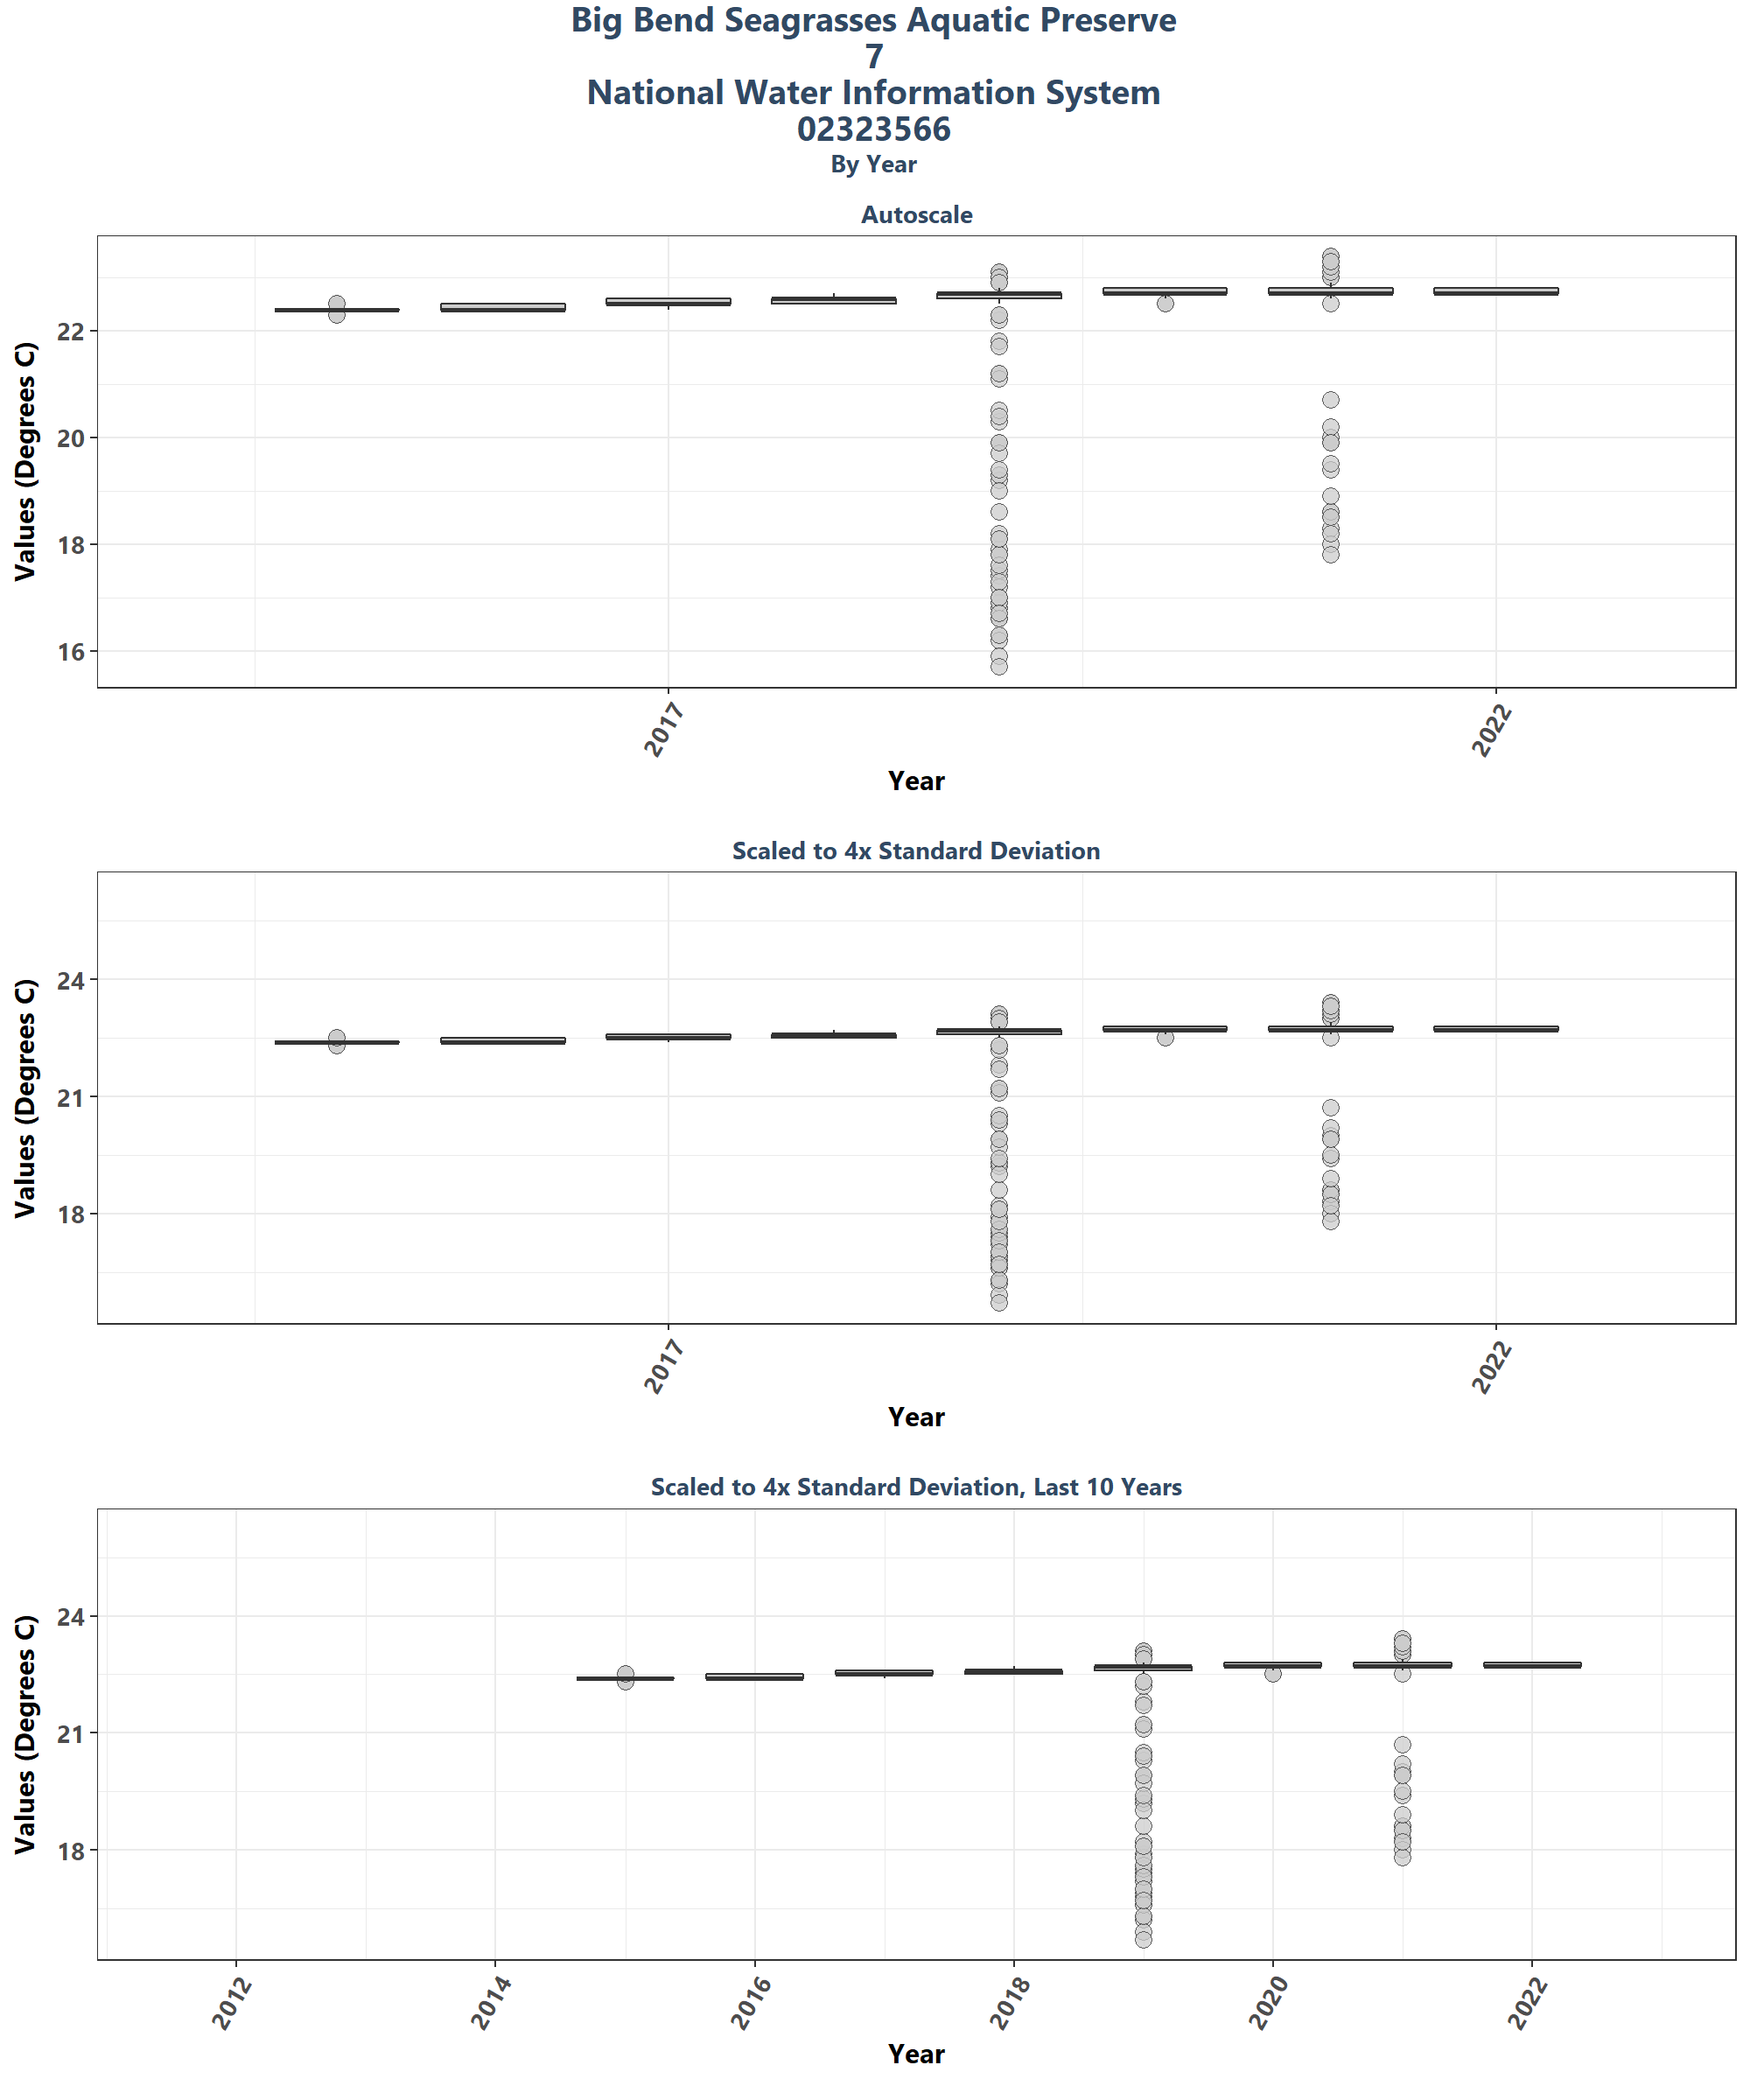 Big Bend Seagrasses Aquatic Preserve
7
National Water Information System
02323566
By Year
Autoscale
Values (Degrees C)
22
20
18
16
2017
2022
Year
Scaled to 4x Standard Deviation
Values (Degrees C)
24
21
18
2017
2022
Year
Scaled to 4x Standard Deviation, Last 10 Years
Values (Degrees C)
24
21
18
2012
2014
2016
2018
2020
2022
Year